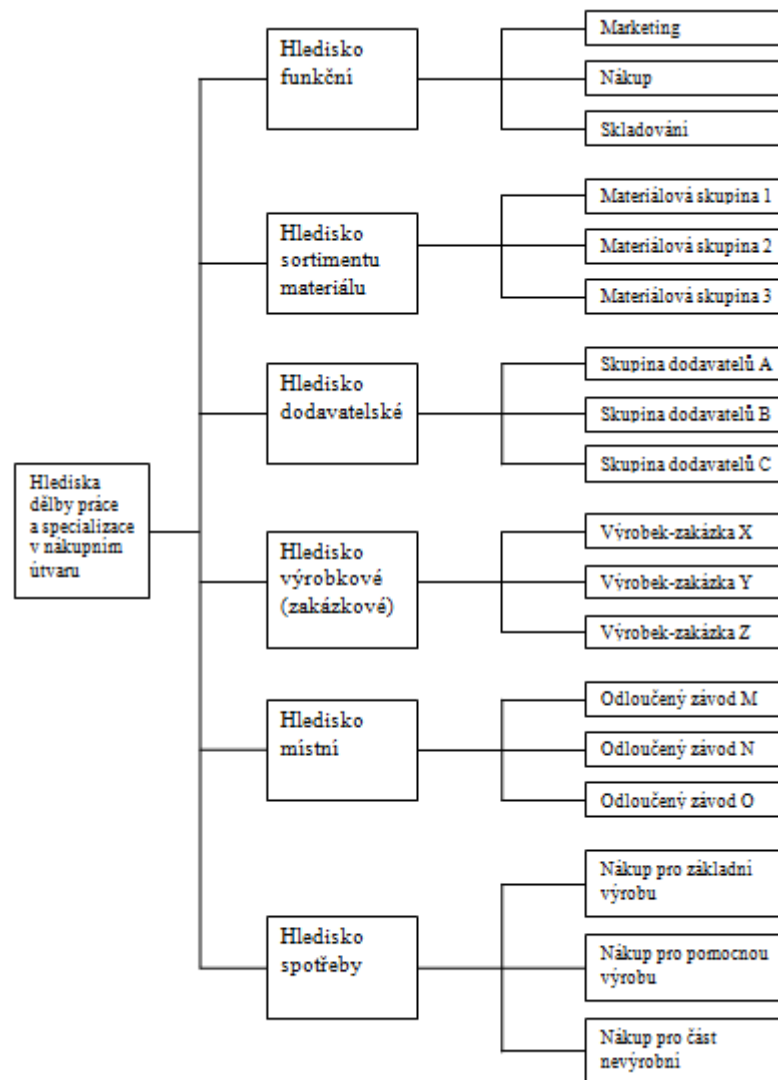 Hlediska
dělby práce
a specializace
v nákupním
útvaru
Hledisko
funkční
Marketing
Nákup
Skladování
Hledisko
sortimentu
materiálu
Materiálová skupina 1
Materiálová skupina 2
Materiálová skupina 3
Hledisko
dodavatelské
Skupina dodavatelů A
Skupina dodavatelů B
Skupina dodavatelů C
Hledisko
výrobkové
(zakázkové)
Výrobek-zakázka X
Výrobek-zakázka Y
Výrobek-zakázka Z
Hledisko
místní
Odloučený závod M
Odloučený závod N
Odloučený závod O
Hledisko
spotřeby
Nákup pro základní
výrobu
Nákup pro pomocnou
výrobu
Nákup pro část
nevýrobní